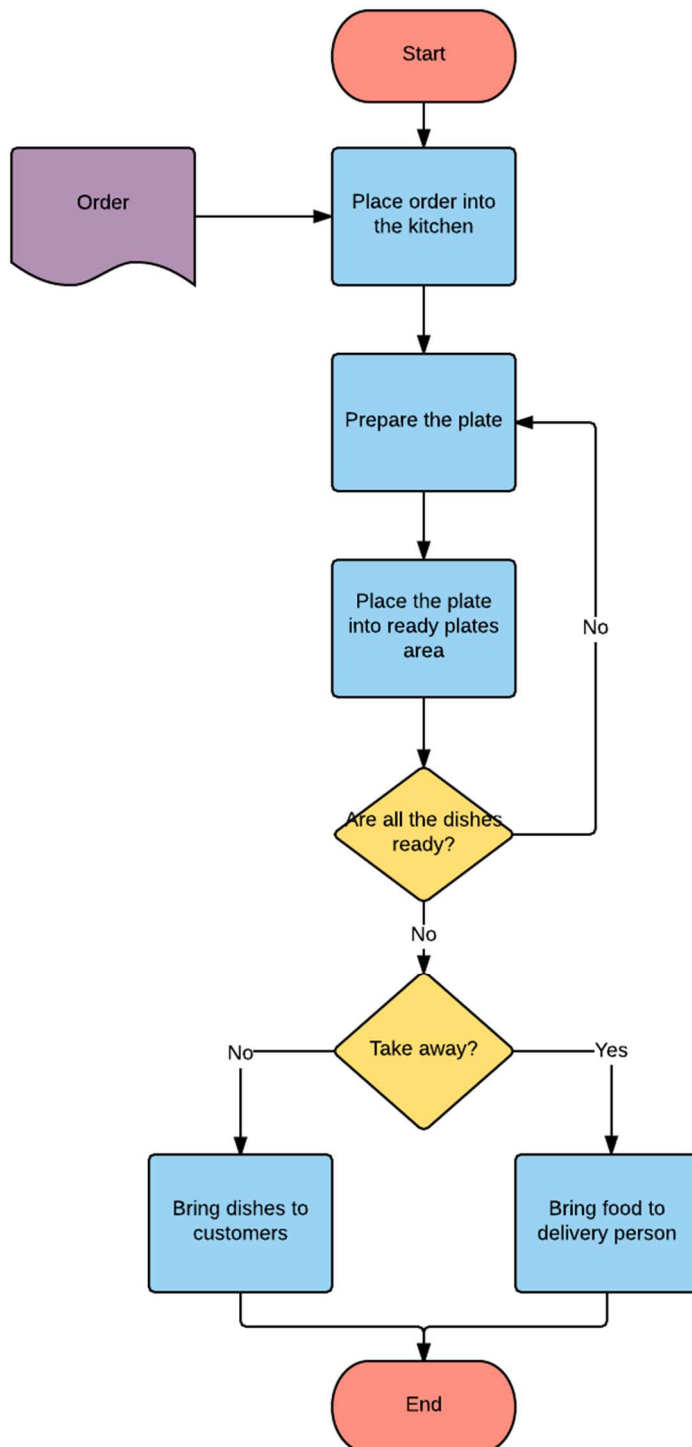 Start
Order
Place order into
the kitchen
Prepare the plate
Place the plate
into ready plates
area
No
Are all the dishes
ready?
No
Take away?
No
Yes
Bring dishes to
customers
Bring food to
delivery person
End